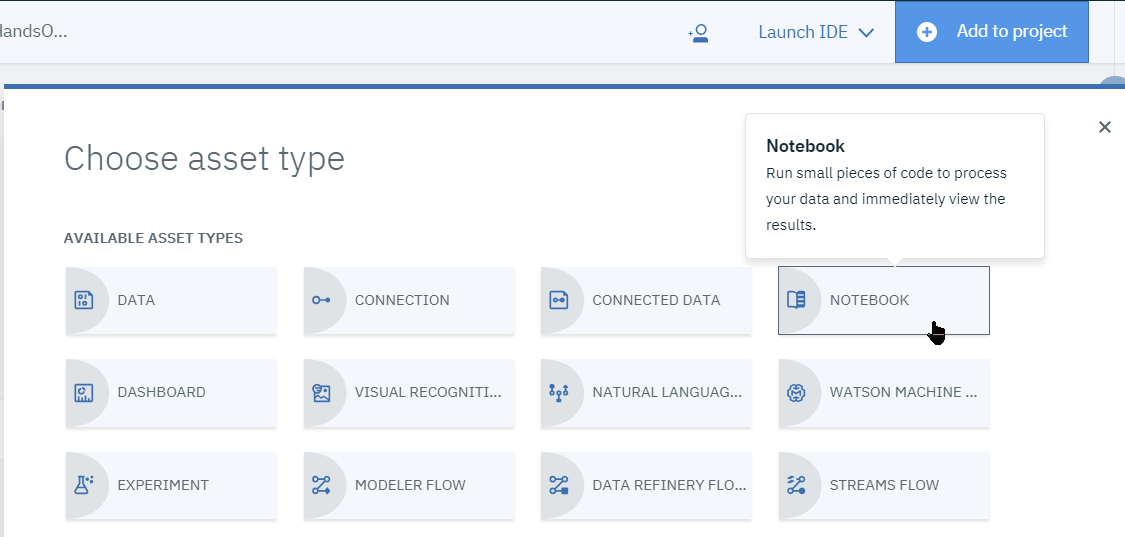 Launch IDE
Add to project
Choose asset type
Notebook
Run small pieces of code to process
your data and immediately view the
results.
AVAILABLE ASSET TYPES
DATA
CONNECTION
CONNECTED DATA
NOTEBOOK
DASHBOARD
VISUAL RECOGNITI...
NATURAL LANGUAG...
WATSON MACHINE ...
EXPERIMENT
MODELER FLOW
DATA REFINERY FLO...
STREAMS FLOW